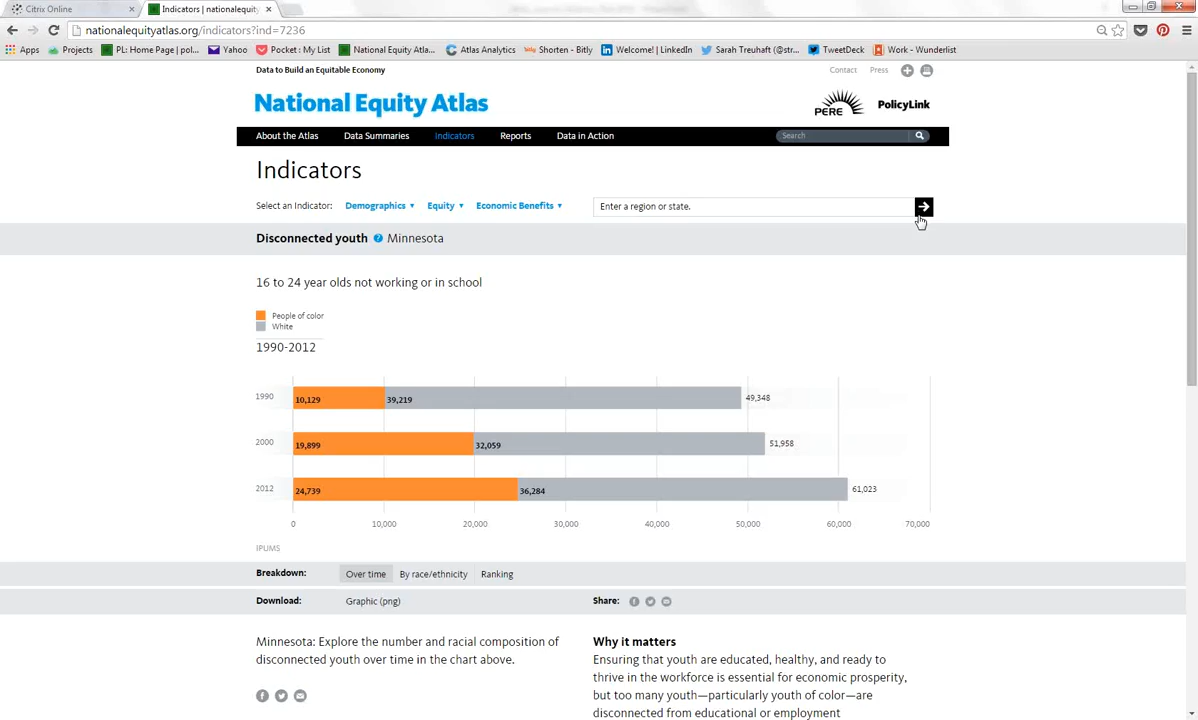 Citrix Online
Indicators | nationalequity
nationalequityatlas.org/indicators?ind=7236
Apps Projects PL: Home Page | pol... Yahoo Pocket : My List National Equity Atla... Atlas Analytics Shorten - Bitly Welcome! | LinkedIn Sarah Treuhaft (@str... TweetDeck Work - Wunderlist
Data to Build an Equitable Economy
Contact Press
National Equity Atlas
PERE PolicyLink
About the Atlas Data Summaries Indicators Reports Data in Action Search
Indicators
Select an Indicator: Demographics Equity Economic Benefits Enter a region or state.
Disconnected youth ? Minnesota
16 to 24 year olds not working or in school
People of color
White
1990-2012
1990 10,129 39,219 49,348
2000 19,899 32,059 51,958
2012 24,739 36,284 61,023
0 10,000 20,000 30,000 40,000 50,000 60,000 70,000
IPUMS
Breakdown: Over time By race/ethnicity Ranking
Download: Graphic (png) Share:
Minnesota: Explore the number and racial composition of
disconnected youth over time in the chart above.
Why it matters
Ensuring that youth are educated, healthy, and ready to
thrive in the workforce is essential for economic prosperity,
but too many youth—particularly youth of color—are
disconnected from educational or employment